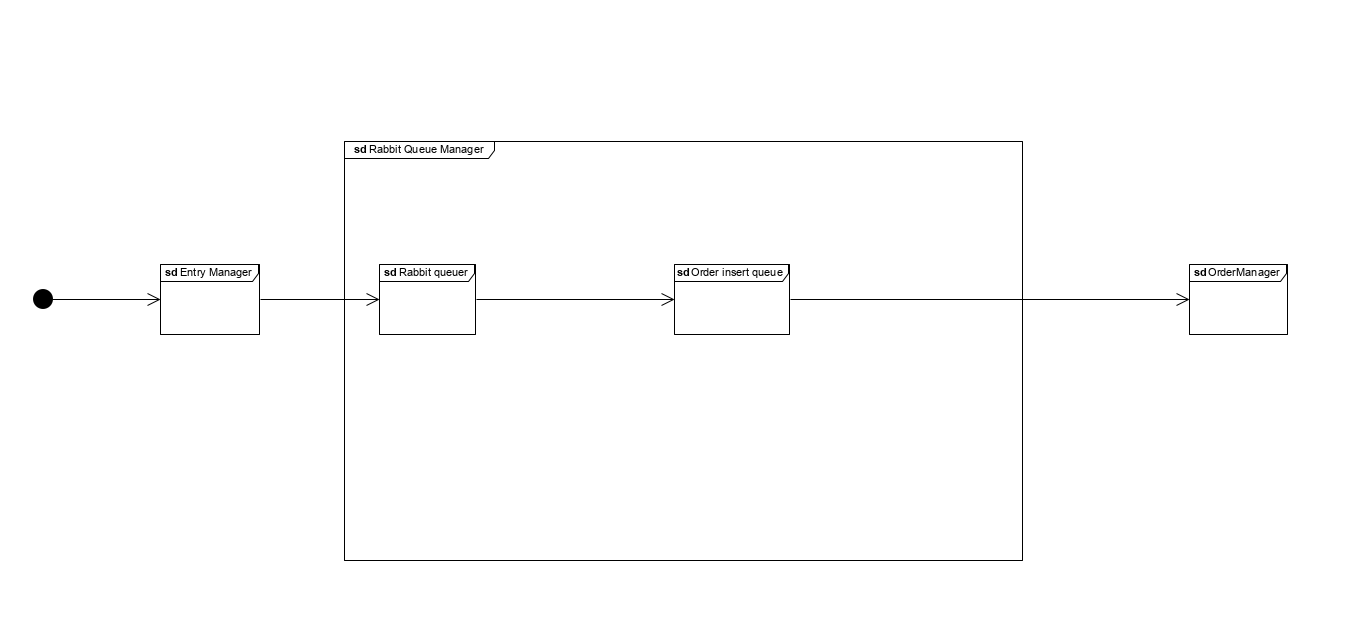 sd Rabbit Queue Manager
sd Entry Manager
sd Rabbit queuer
sd Order insert queue
sd OrderManager